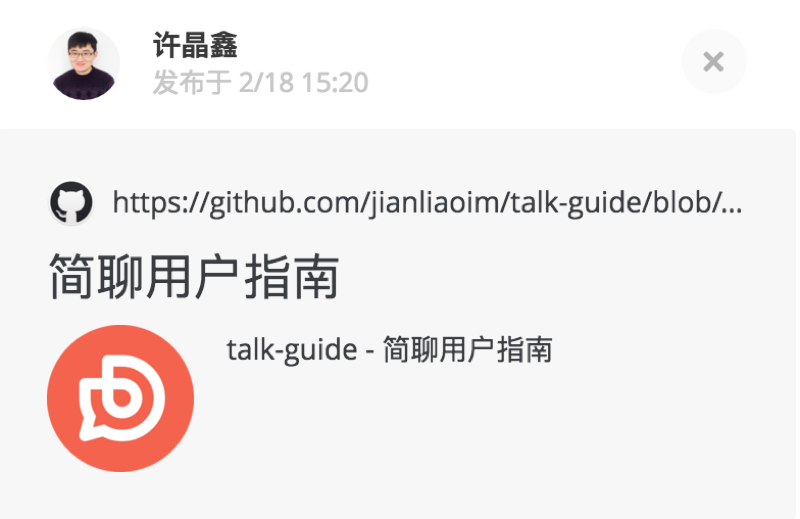 许晶鑫
发布于 2/18 15:20
https://github.com/jianliaoim/talk-guide/blob/...
简聊用户指南
talk-guide - 简聊用户指南